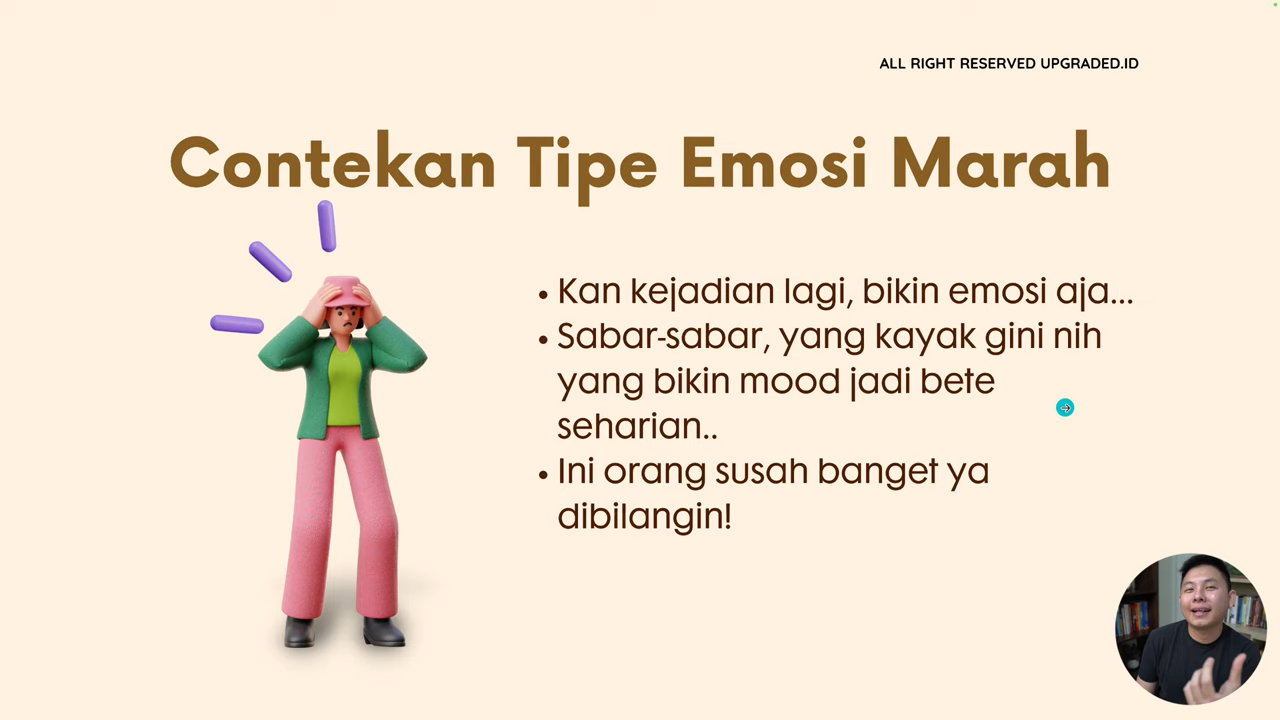 ALL RIGHT RESERVED UPGRADED.ID
Contekan Tipe Emosi Marah
• Kan kejadian lagi, bikin emosi aja...
• Sabar-sabar, yang kayak gini nih
yang bikin mood jadi bete
seharian..
• Ini orang susah banget ya
dibilangin!